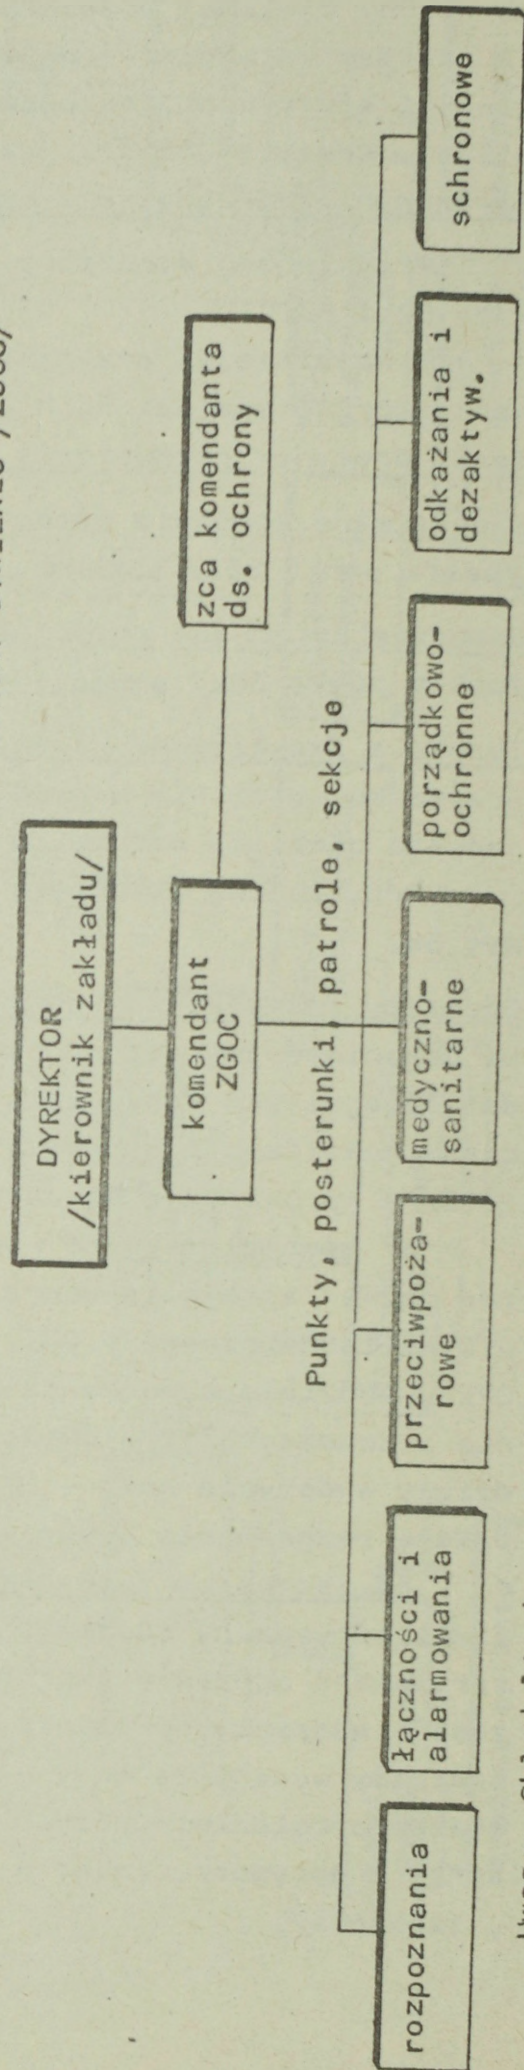 DYREKTOR
/kierownik zakładu/
komendant
ZGOC
zca komendanta
ds. ochrony
Punkty, posterunki, patrole, sekcje
rozpoznania
łączności i
alarmowania
przeciwpoża-
rowe
medyczno-
sanitarne
porządkowo-
ochronne
odkażania i
dezaktyw.
schronowe